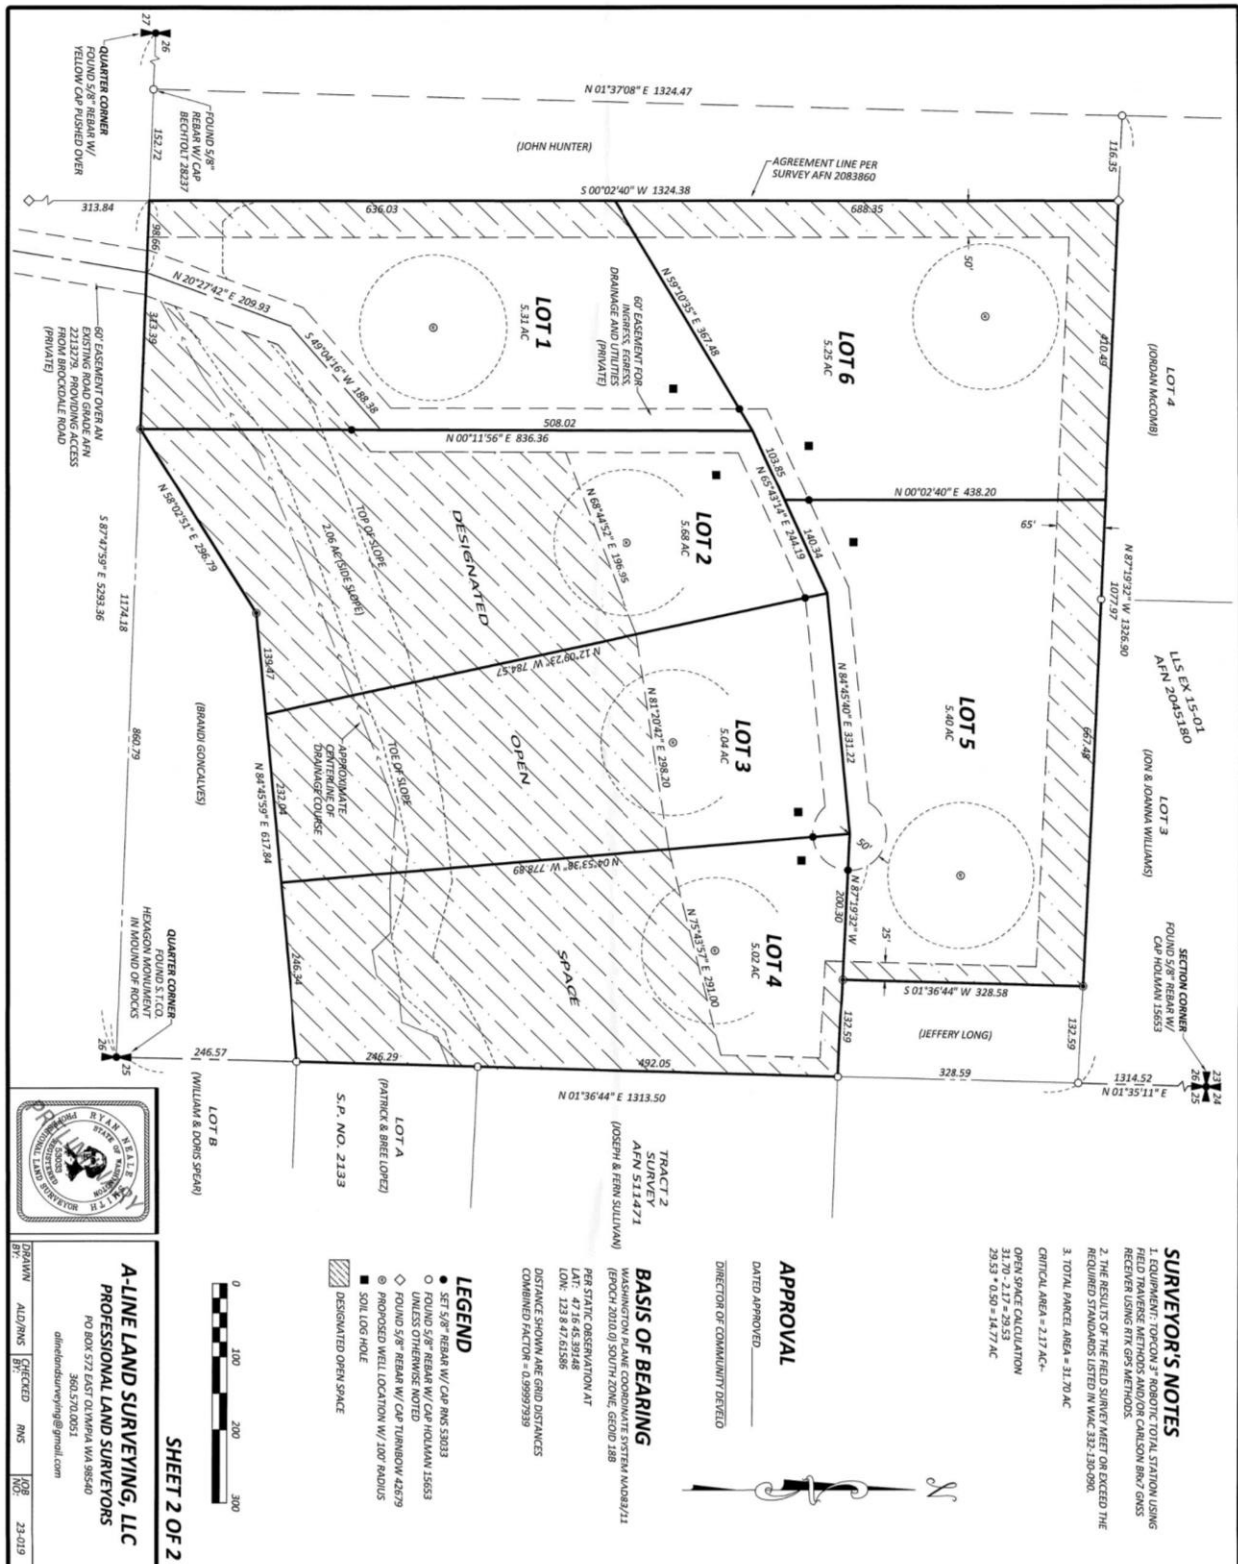 SURVEYOR'S NOTES
1. EQUIPMENT: TOPCON 3" ROBOTIC TOTAL STATION USING
FIELD TRAVERSE METHODS AND/OR CARLSON BRx7 GNSS
RECEIVER USING RTK GPS METHODS.
2. THE RESULTS OF THE FIELD SURVEY MEET OR EXCEED THE
REQUIRED STANDARDS LISTED IN WAC 332-130-090.
3. TOTAL PARCEL AREA = 31.70 AC
CRITICAL AREA = 2.17 AC+-
OPEN SPACE CALCULATION
31.70 - 2.17 = 29.53
29.53 * 0.50 = 14.77 AC
APPROVAL
DATED APPROVED
DIRECTOR OF COMMUNITY DEVELO
BASIS OF BEARING
WASHINGTON PLANE COORDINATE SYSTEM NAD83/11
(EPOCH 2010.0) SOUTH ZONE, GEOID 18B
PER STATIC OBSERVATION AT
LAT: 47 16 45.39148
LON: 123 8 47.61586
DISTANCE SHOWN ARE GRID DISTANCES
COMBINED FACTOR = 0.99997939
LEGEND
SET 5/8" REBAR W/ CAP RNS 53033
FOUND 5/8" REBAR W/ CAP HOLMAN 15653
UNLESS OTHERWISE NOTED
FOUND 5/8" REBAR W/ CAP TURNBOW 42679
PROPOSED WELL LOCATION W/ 100' RADIUS
SOIL LOG HOLE
DESIGNATED OPEN SPACE
0 100 200 300
SHEET 2 OF 2
A-LINE LAND SURVEYING, LLC
PROFESSIONAL LAND SURVEYORS
PO BOX 572 EAST OLYMPIA WA 98540
360.570.0051
alinelandsurveying@gmail.com
DRAWN BY: ALD/RNS
CHECKED BY: RNS
JOB NO: 23-019
RYAN NEALE SMITH
STATE OF WASHINGTON
53033
REGISTERED
PROFESSIONAL LAND SURVEYOR
PRELIMINARY
SECTION CORNER
FOUND 5/8" REBAR W/
CAP HOLMAN 15653
23 24
26 25
1314.52
N 01°35'11" E
LOT 4
(JORDAN McCOMB)
LLS EX 15-01
AFN 2045180
LOT 3
(JON & JOANNA WILLIAMS)
N 87°19'32" W 1326.90
1077.97
116.35
410.49
667.48
132.59
N 01°37'08" E 1324.47
(JOHN HUNTER)
AGREEMENT LINE PER
SURVEY AFN 2083860
S 00°02'40" W 1324.38
688.35
636.03
50'
65'
LOT 6
5.25 AC
N 00°02'40" E 438.20
LOT 5
5.40 AC
25'
S 01°36'44" W 328.58
(JEFFERY LONG)
328.59
132.59
N 59°10'35" E 367.48
103.85
N 65°43'14" E 244.19
140.34
N 84°45'40" E 331.22
50'
N 87°19'32" W
200.30
60' EASEMENT FOR
INGRESS, EGRESS,
DRAINAGE AND UTILITIES
(PRIVATE)
LOT 1
5.31 AC
N 20°27'42" E 209.93
S 49°04'16" W 188.38
508.02
N 00°11'56" E 836.36
LOT 2
5.68 AC
N 68°44'52" E 196.95
N 12°09'23" W 784.57
LOT 3
5.04 AC
N 81°20'42" E 298.20
N 04°53'38" W 778.89
LOT 4
5.02 AC
N 75°43'57" E 291.00
DESIGNATED
OPEN
SPACE
TOP OF SLOPE
2.06 AC (SIDE SLOPE)
TOE OF SLOPE
APPROXIMATE
CENTERLINE OF
DRAINAGE COURSE
N 58°02'51" E 296.79
139.47
232.04
N 84°45'59" E 617.84
246.34
(BRANDI GONCALVES)
492.05
246.29
246.57
N 01°36'44" E 1313.50
TRACT 2
SURVEY
AFN 511471
(JOSEPH & FERN SULLIVAN)
LOT A
(PATRICK & BREE LOPEZ)
S.P. NO. 2133
LOT B
(WILLIAM & DORIS SPEAR)
QUARTER CORNER
FOUND S.T.CO.
HEXAGON MONUMENT
IN MOUND OF ROCKS
26 25
860.79
1174.18
S 87°47'59" E 5293.36
313.39
98.66
152.72
313.84
60' EASEMENT OVER AN
EXISTING ROAD GRADE AFN
2213279. PROVIDING ACCESS
FROM BROCKDALE ROAD
(PRIVATE)
FOUND 5/8"
REBAR W/ CAP
BECHTOLT 28237
QUARTER CORNER
FOUND 5/8" REBAR W/
YELLOW CAP PUSHED OVER
27 26